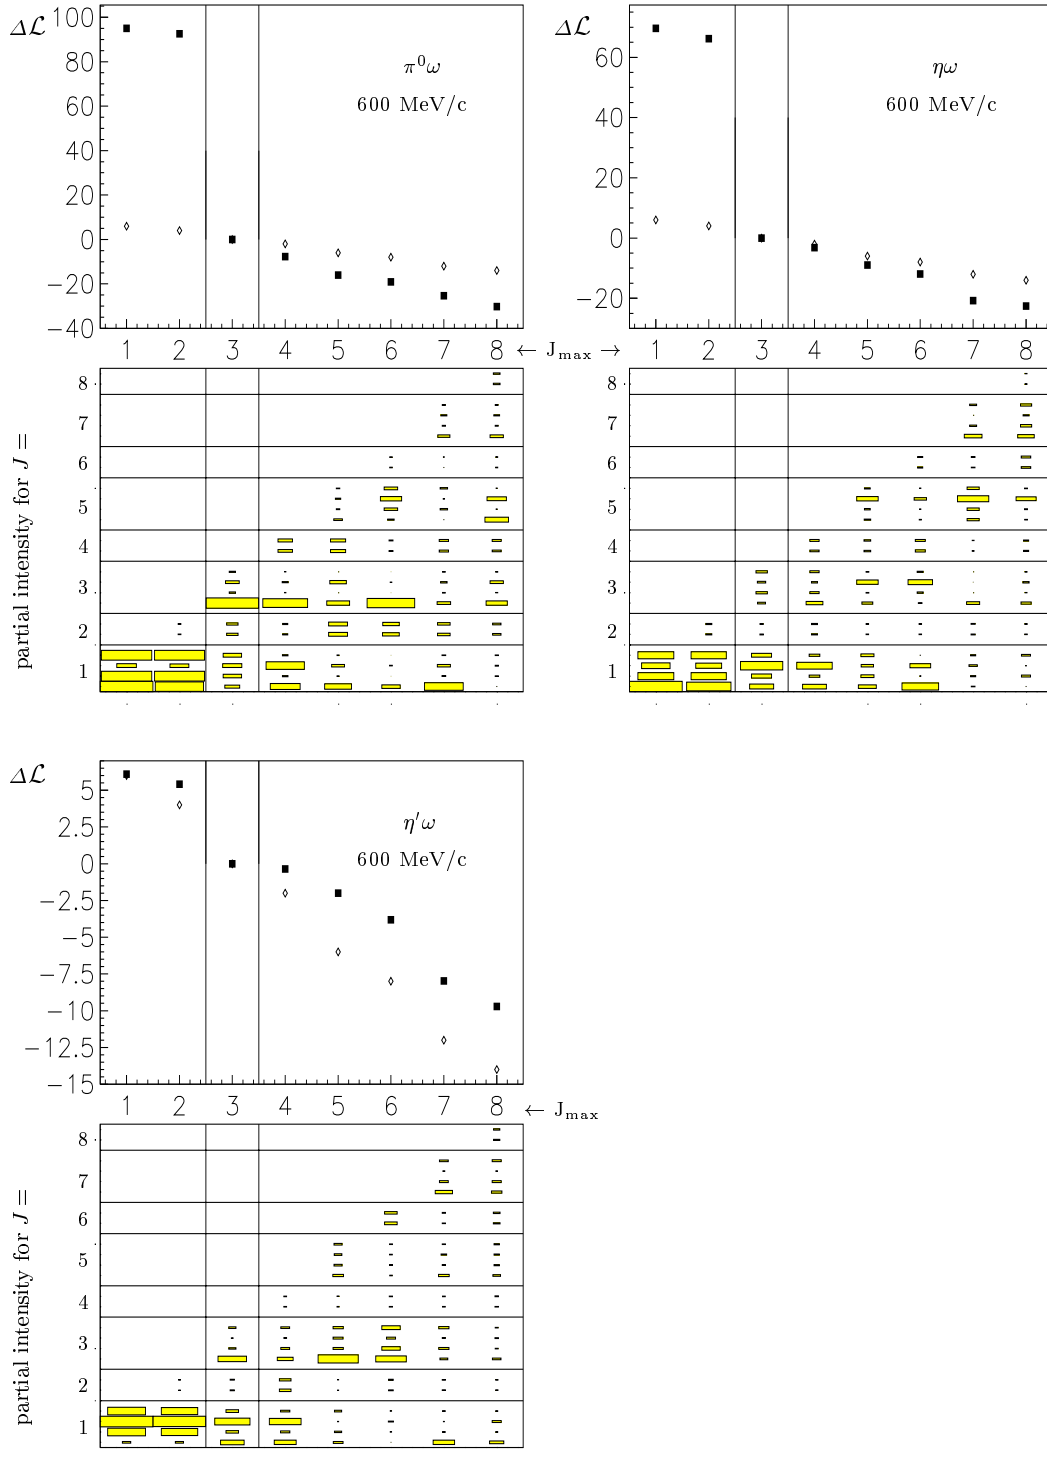 Δℒ
100
80
60
40
20
0
−20
−40
π⁰ω
600 MeV/c
1 2 3 4 5 6 7 8
← J_max →
Δℒ
60
40
20
0
−20
ηω
600 MeV/c
1 2 3 4 5 6 7 8
partial intensity for J =
8
7
6
5
4
3
2
1
8
7
6
5
4
3
2
1
Δℒ
5
2.5
0
−2.5
−5
−7.5
−10
−12.5
−15
η′ω
600 MeV/c
1 2 3 4 5 6 7 8
← J_max
partial intensity for J =
8
7
6
5
4
3
2
1